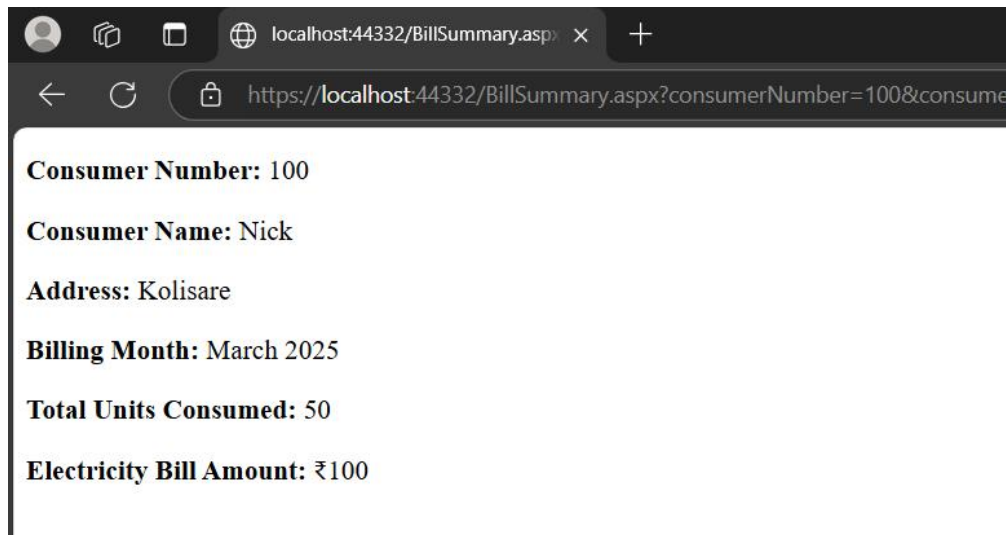 localhost:44332/BillSummary.asp
https://localhost:44332/BillSummary.aspx?consumerNumber=100&consume
Consumer Number: 100
Consumer Name: Nick
Address: Kolisare
Billing Month: March 2025
Total Units Consumed: 50
Electricity Bill Amount: ₹100